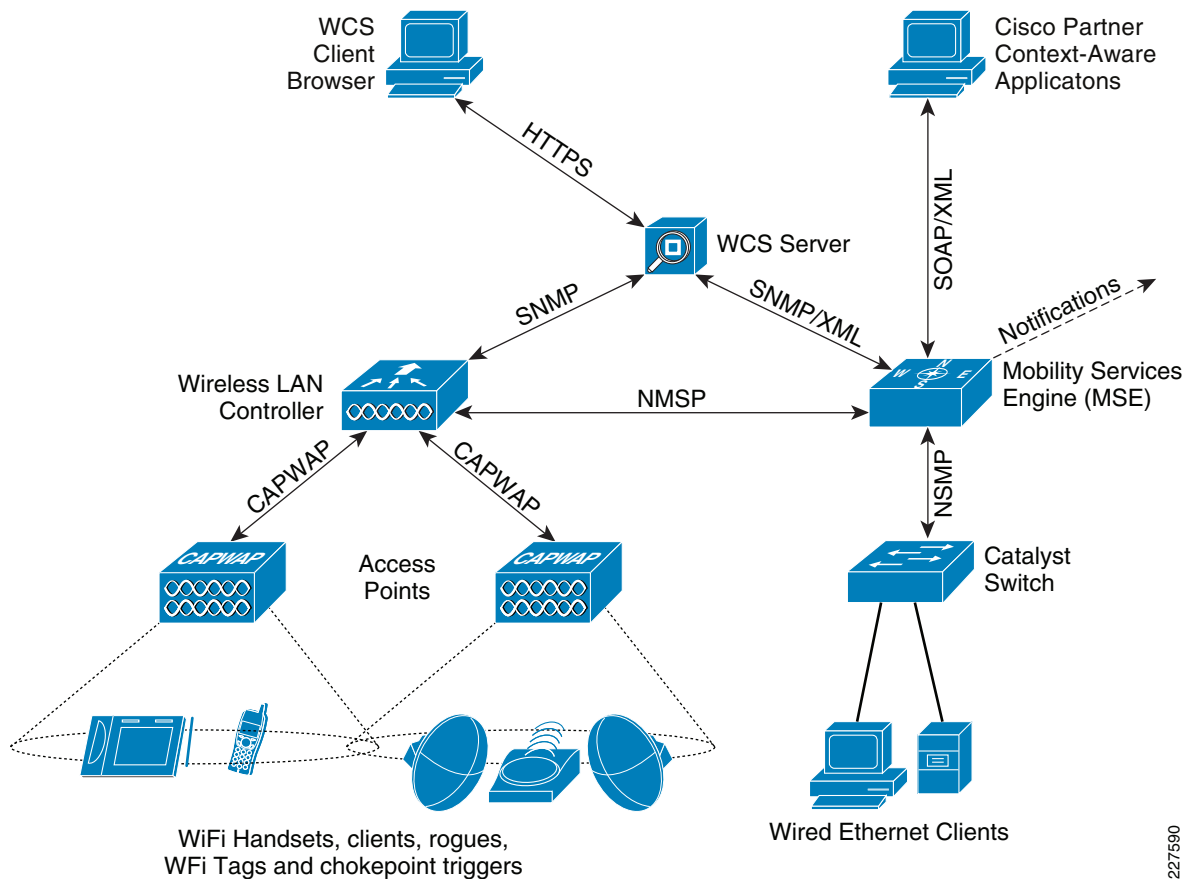 WCS
Client
Browser
Cisco Partner
Context-Aware
Applicatons
HTTPS
SOAP/XML
WCS Server
SNMP
SNMP/XML
Notifications
Wireless LAN
Controller
NMSP
W
N
S
E
Mobility Services
Engine (MSE)
CAPWAP
CAPWAP
NSMP
CAPWAP
Access
Points
CAPWAP
Catalyst
Switch
WiFi Handsets, clients, rogues,
WFi Tags and chokepoint triggers
Wired Ethernet Clients
227590